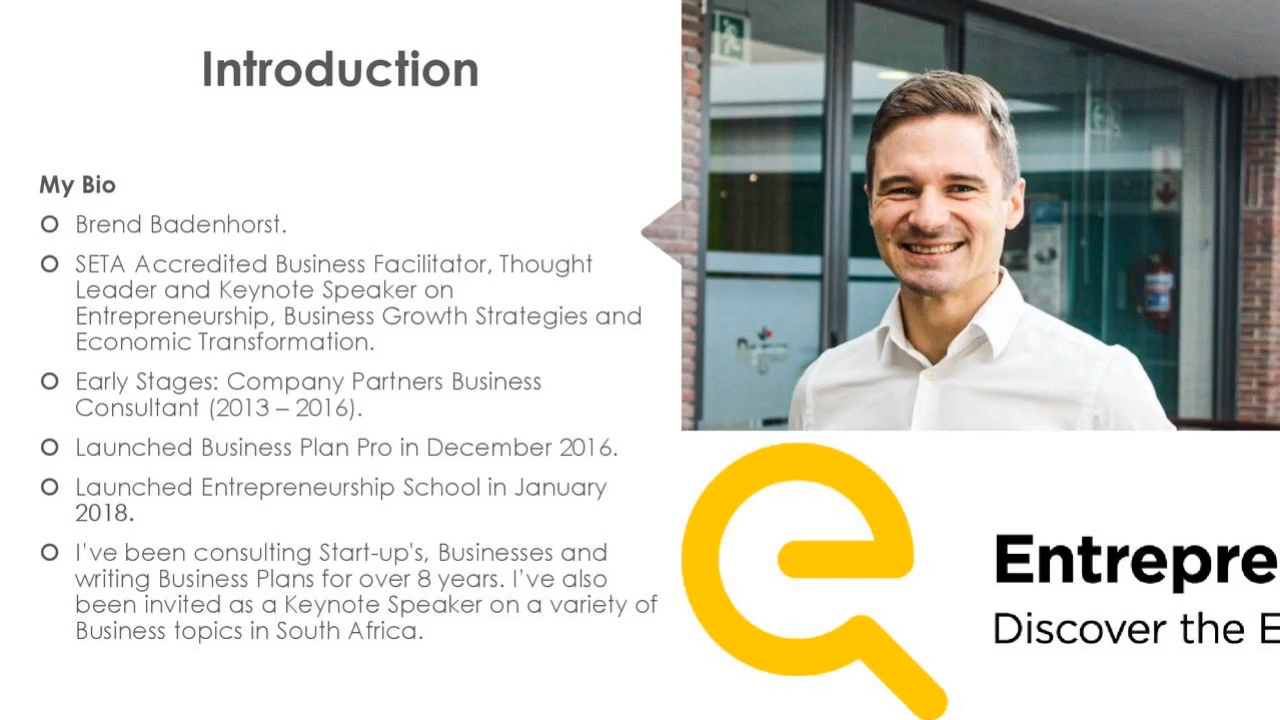 Introduction
My Bio
Brend Badenhorst.
SETA Accredited Business Facilitator, Thought
Leader and Keynote Speaker on
Entrepreneurship, Business Growth Strategies and
Economic Transformation.
Early Stages: Company Partners Business
Consultant (2013 – 2016).
Launched Business Plan Pro in December 2016.
Launched Entrepreneurship School in January
2018.
I've been consulting Start-up's, Businesses and
writing Business Plans for over 8 years. I've also
been invited as a Keynote Speaker on a variety of
Business topics in South Africa.
Entrepre
Discover the E